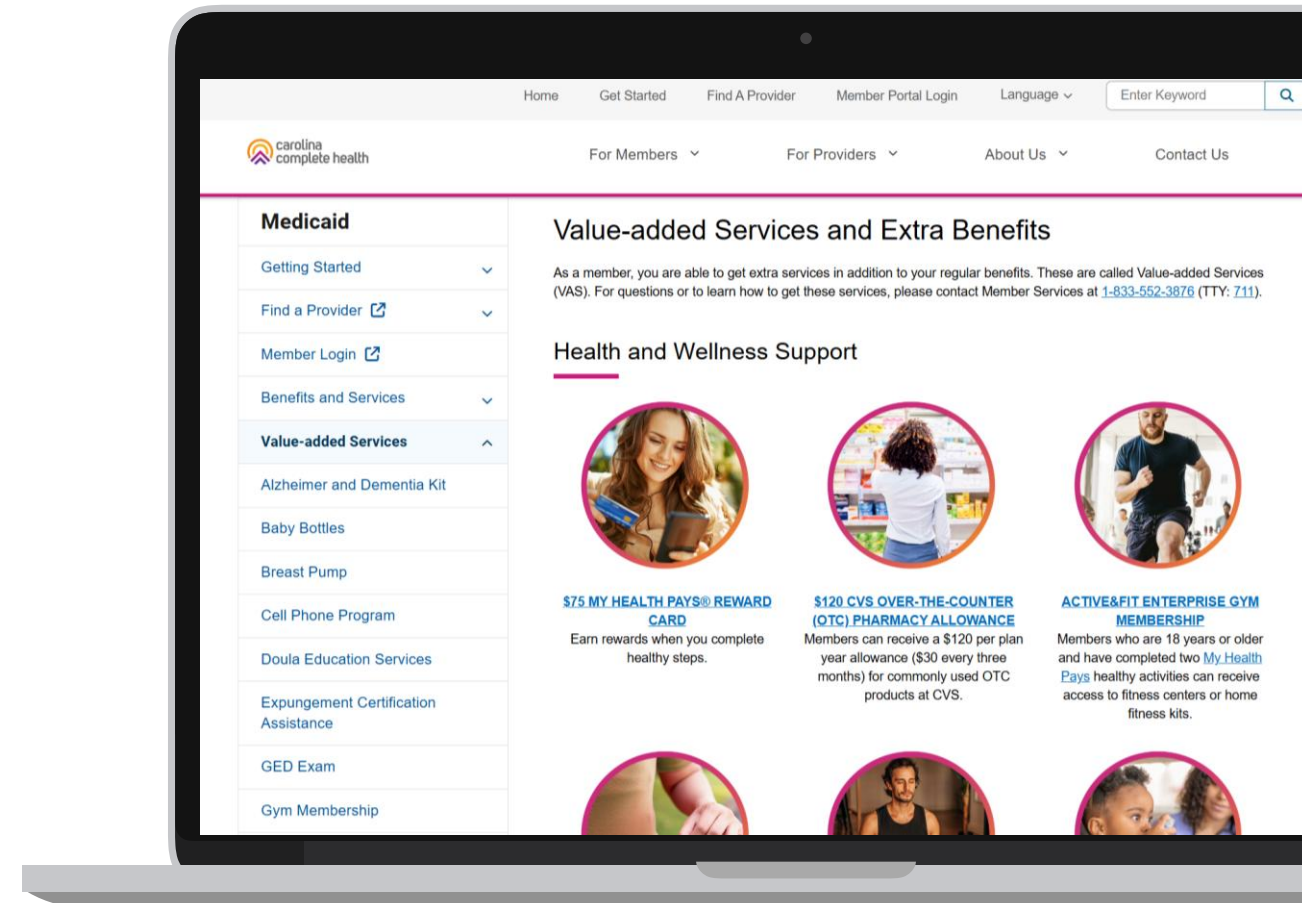 Home Get Started Find A Provider Member Portal Login Language Enter Keyword
carolina
complete health
For Members For Providers About Us Contact Us
Medicaid
Getting Started
Find a Provider
Member Login
Benefits and Services
Value-added Services
Alzheimer and Dementia Kit
Baby Bottles
Breast Pump
Cell Phone Program
Doula Education Services
Expungement Certification
Assistance
GED Exam
Gym Membership
Value-added Services and Extra Benefits
As a member, you are able to get extra services in addition to your regular benefits. These are called Value-added Services
(VAS). For questions or to learn how to get these services, please contact Member Services at 1-833-552-3876 (TTY: 711).
Health and Wellness Support
$75 MY HEALTH PAYS® REWARD
CARD
Earn rewards when you complete
healthy steps.
$120 CVS OVER-THE-COUNTER
(OTC) PHARMACY ALLOWANCE
Members can receive a $120 per plan
year allowance ($30 every three
months) for commonly used OTC
products at CVS.
ACTIVE&FIT ENTERPRISE GYM
MEMBERSHIP
Members who are 18 years or older
and have completed two My Health
Pays healthy activities can receive
access to fitness centers or home
fitness kits.